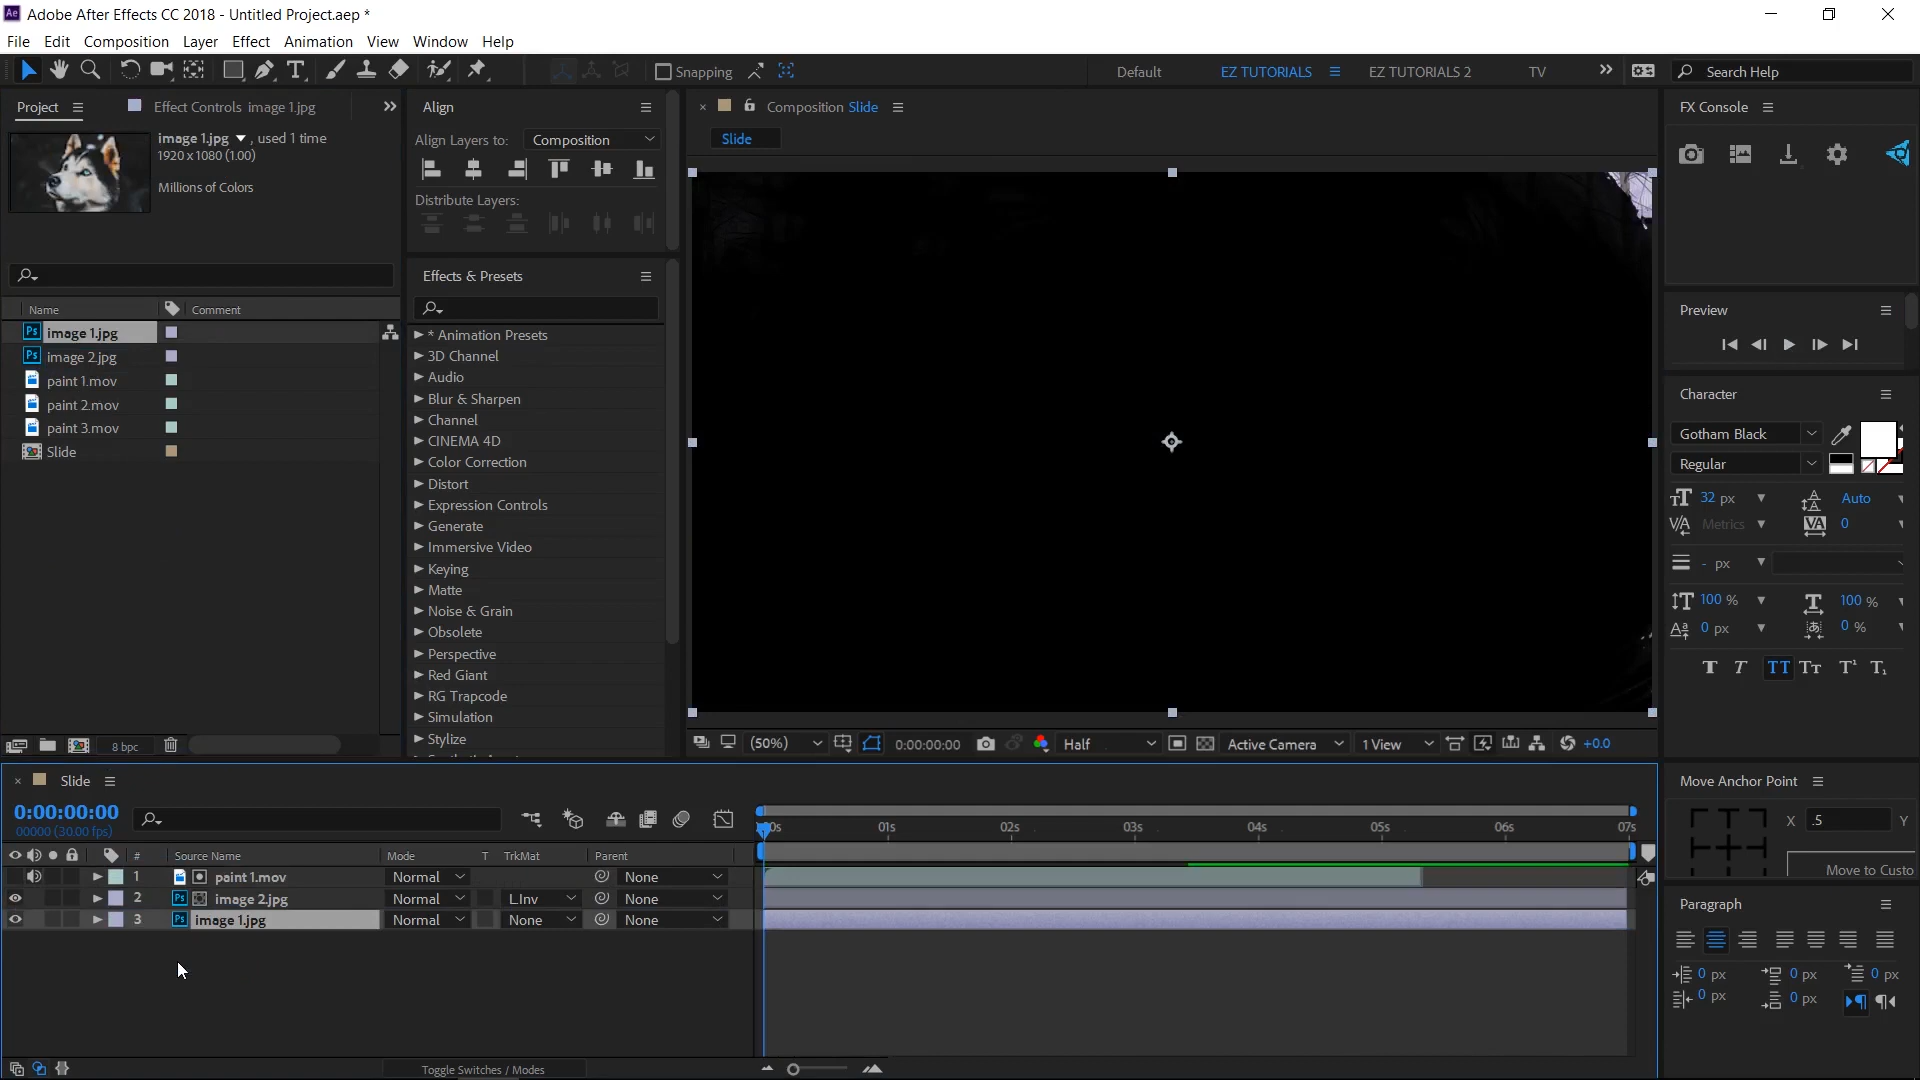 Adobe After Effects CC 2018 - Untitled Project.aep *
File Edit Composition Layer Effect Animation View Window Help
Snapping
Default EZ TUTORIALS EZ TUTORIALS 2 TV
Search Help
Project
Effect Controls image 1.jpg
image 1.jpg , used 1 time
1920 x 1080 (1.00)
Millions of Colors
Name Comment
image 1.jpg
image 2.jpg
paint 1.mov
paint 2.mov
paint 3.mov
Slide
8 bpc
Align
Align Layers to: Composition
Distribute Layers:
Effects & Presets
* Animation Presets
3D Channel
Audio
Blur & Sharpen
Channel
CINEMA 4D
Color Correction
Distort
Expression Controls
Generate
Immersive Video
Keying
Matte
Noise & Grain
Obsolete
Perspective
Red Giant
RG Trapcode
Simulation
Stylize
Composition Slide
Slide
(50%) 0:00:00:00 Half Active Camera 1 View +0.0
FX Console
Preview
Character
Gotham Black
Regular
32 px Auto
Metrics 0
- px
100 % 100 %
0 px 0 %
Move Anchor Point
X .5 Y
Move to Custo
Paragraph
0 px 0 px 0 px
0 px 0 px
Slide
0:00:00:00
00000 (30.00 fps)
:00s 01s 02s 03s 04s 05s 06s 07s
# Source Name Mode T TrkMat Parent
1 paint 1.mov Normal None
2 image 2.jpg Normal L.Inv None
3 image 1.jpg Normal None None
Toggle Switches / Modes